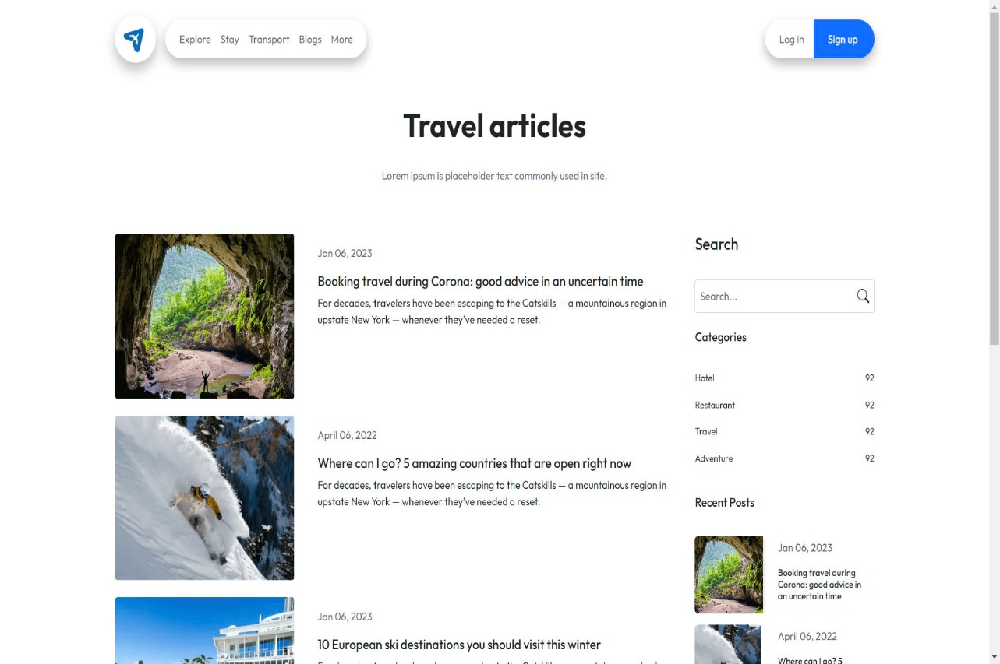 Explore Stay Transport Blogs More
Log in Sign up
Travel articles
Lorem ipsum is placeholder text commonly used in site.
Jan 06, 2023
Booking travel during Corona: good advice in an uncertain time
For decades, travelers have been escaping to the Catskills — a mountainous region in
upstate New York — whenever they've needed a reset.
April 06, 2022
Where can I go? 5 amazing countries that are open right now
For decades, travelers have been escaping to the Catskills — a mountainous region in
upstate New York — whenever they've needed a reset.
Jan 06, 2023
10 European ski destinations you should visit this winter
Search
Search...
Categories
Hotel 92
Restaurant 92
Travel 92
Adventure 92
Recent Posts
Jan 06, 2023
Booking travel during
Corona: good advice in
an uncertain time
April 06, 2022
Where can I go? 5